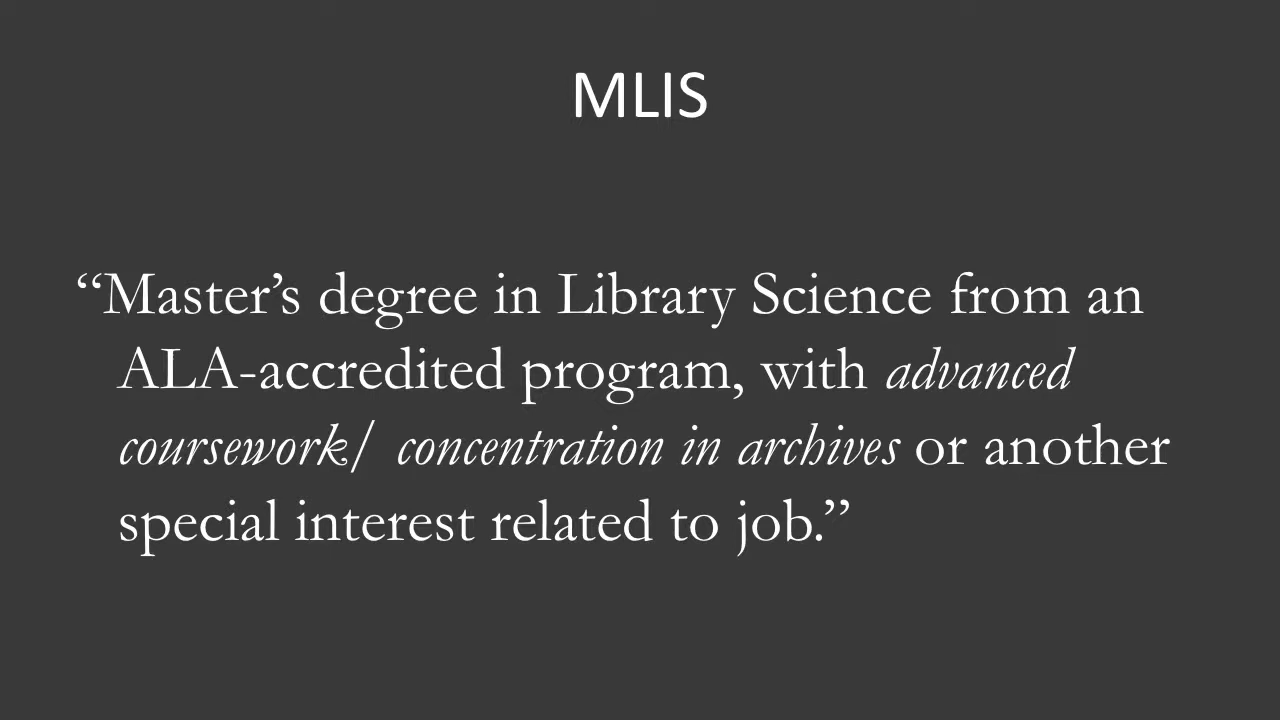 MLIS
“Master’s degree in Library Science from an
ALA-accredited program, with advanced
coursework/ concentration in archives or another
special interest related to job.”